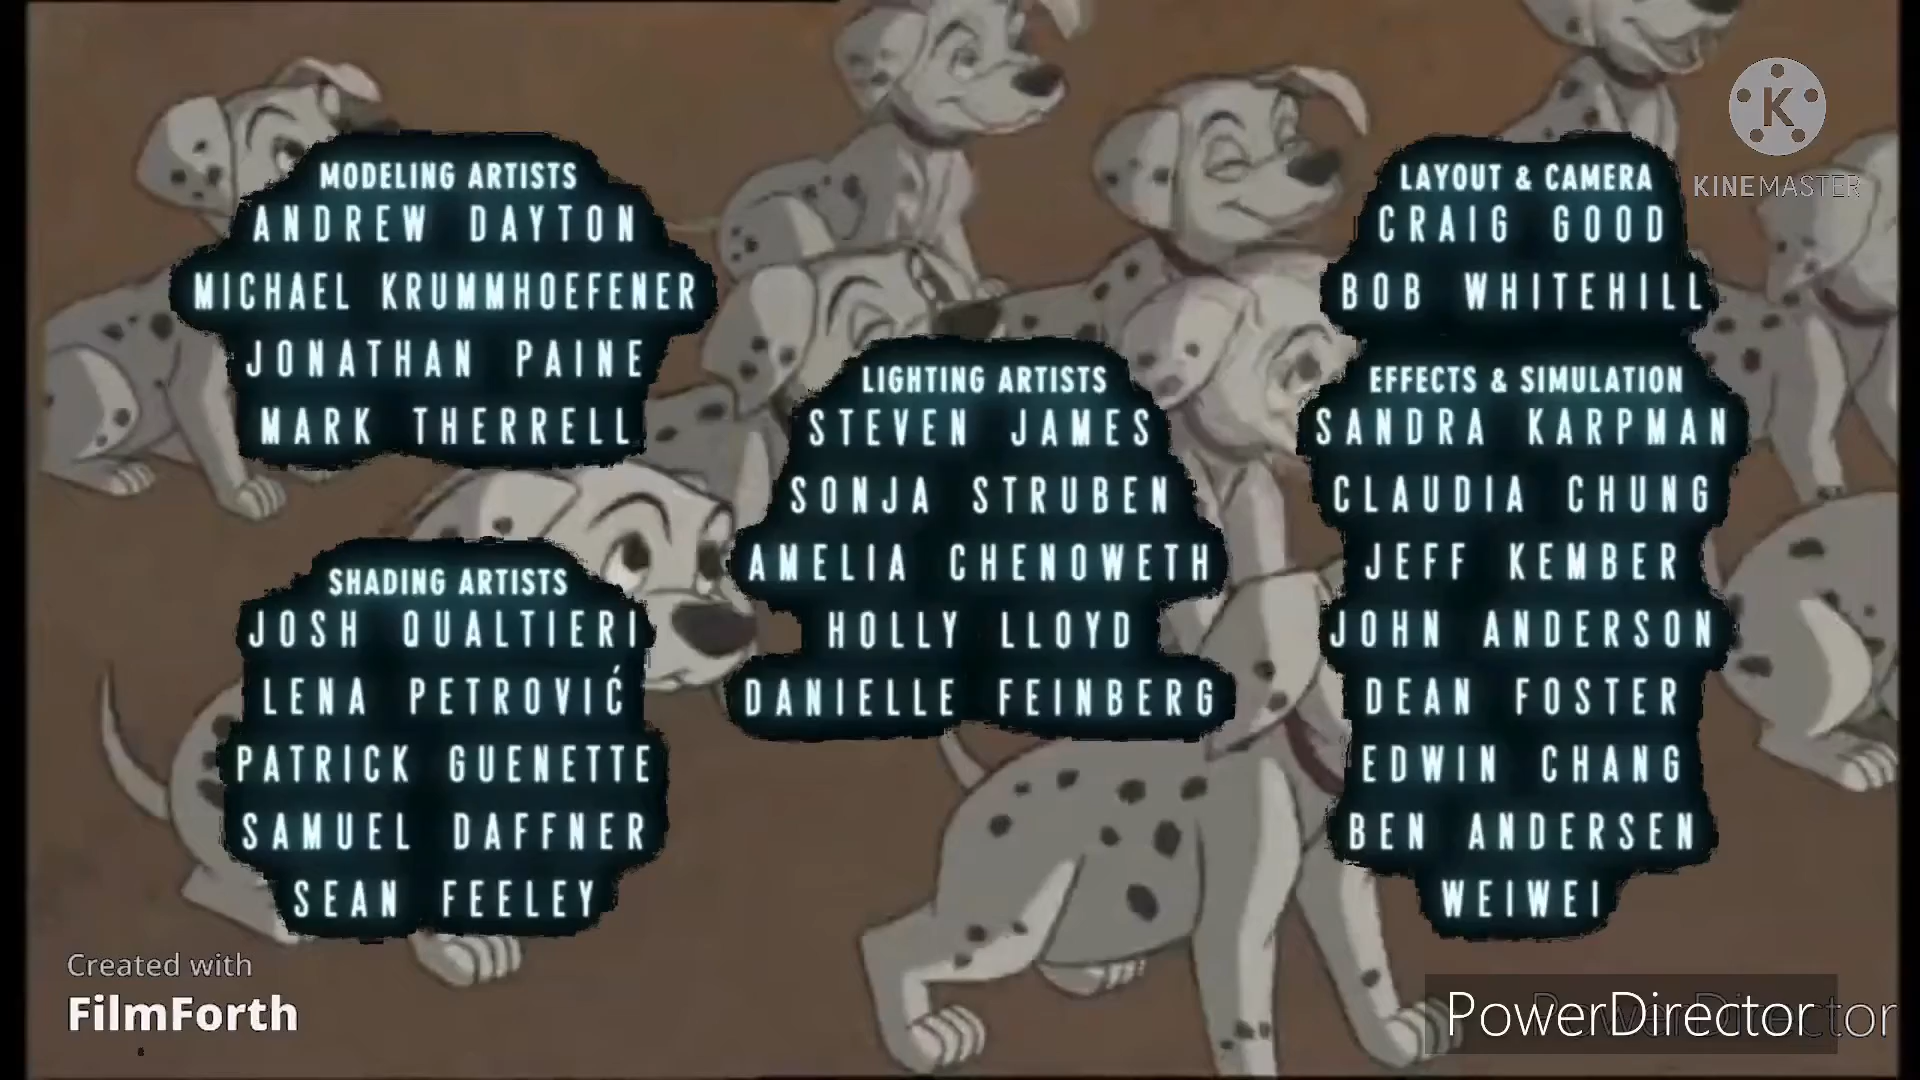 MODELING ARTISTS
ANDREW DAYTON
MICHAEL KRUMMHOEFENER
JONATHAN PAINE
MARK THERRELL
SHADING ARTISTS
JOSH QUALTIERI
LENA PETROVIĆ
PATRICK GUENETTE
SAMUEL DAFFNER
SEAN FEELEY
LIGHTING ARTISTS
STEVEN JAMES
SONJA STRUBEN
AMELIA CHENOWETH
HOLLY LLOYD
DANIELLE FEINBERG
LAYOUT & CAMERA
CRAIG GOOD
BOB WHITEHILL
EFFECTS & SIMULATION
SANDRA KARPMAN
CLAUDIA CHUNG
JEFF KEMBER
JOHN ANDERSON
DEAN FOSTER
EDWIN CHANG
BEN ANDERSEN
WEIWEI
K
KINEMASTER
Created with
FilmForth
PowerDirector
PowerDirector